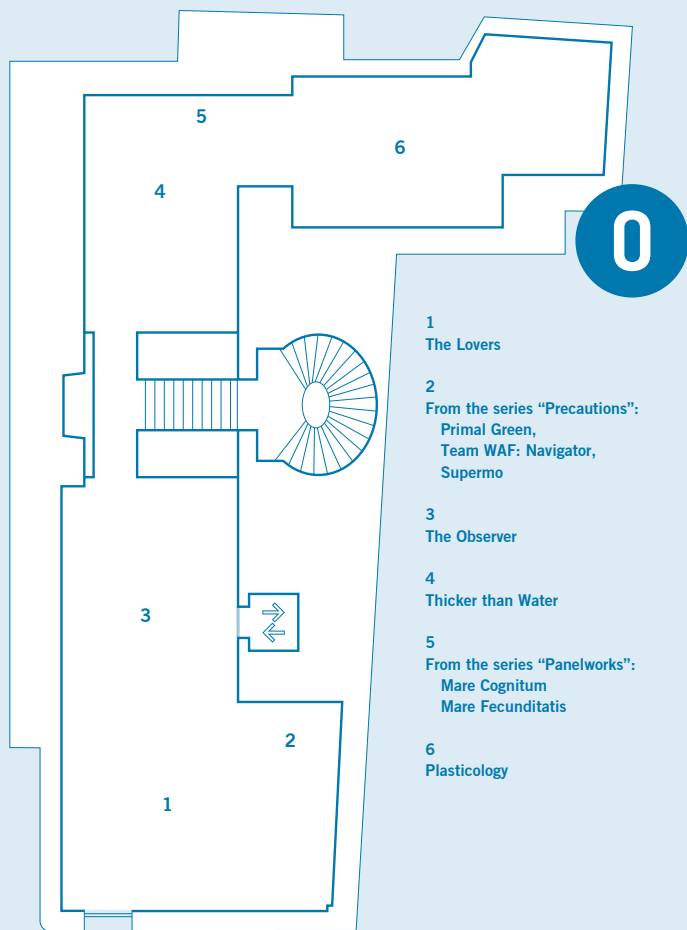 5
6
4
0
3
2
1
1
The Lovers
2
From the series “Precautions”:
Primal Green,
Team WAF: Navigator,
Supermo
3
The Observer
4
Thicker than Water
5
From the series “Panelworks”:
Mare Cognitum
Mare Fecunditatis
6
Plasticology